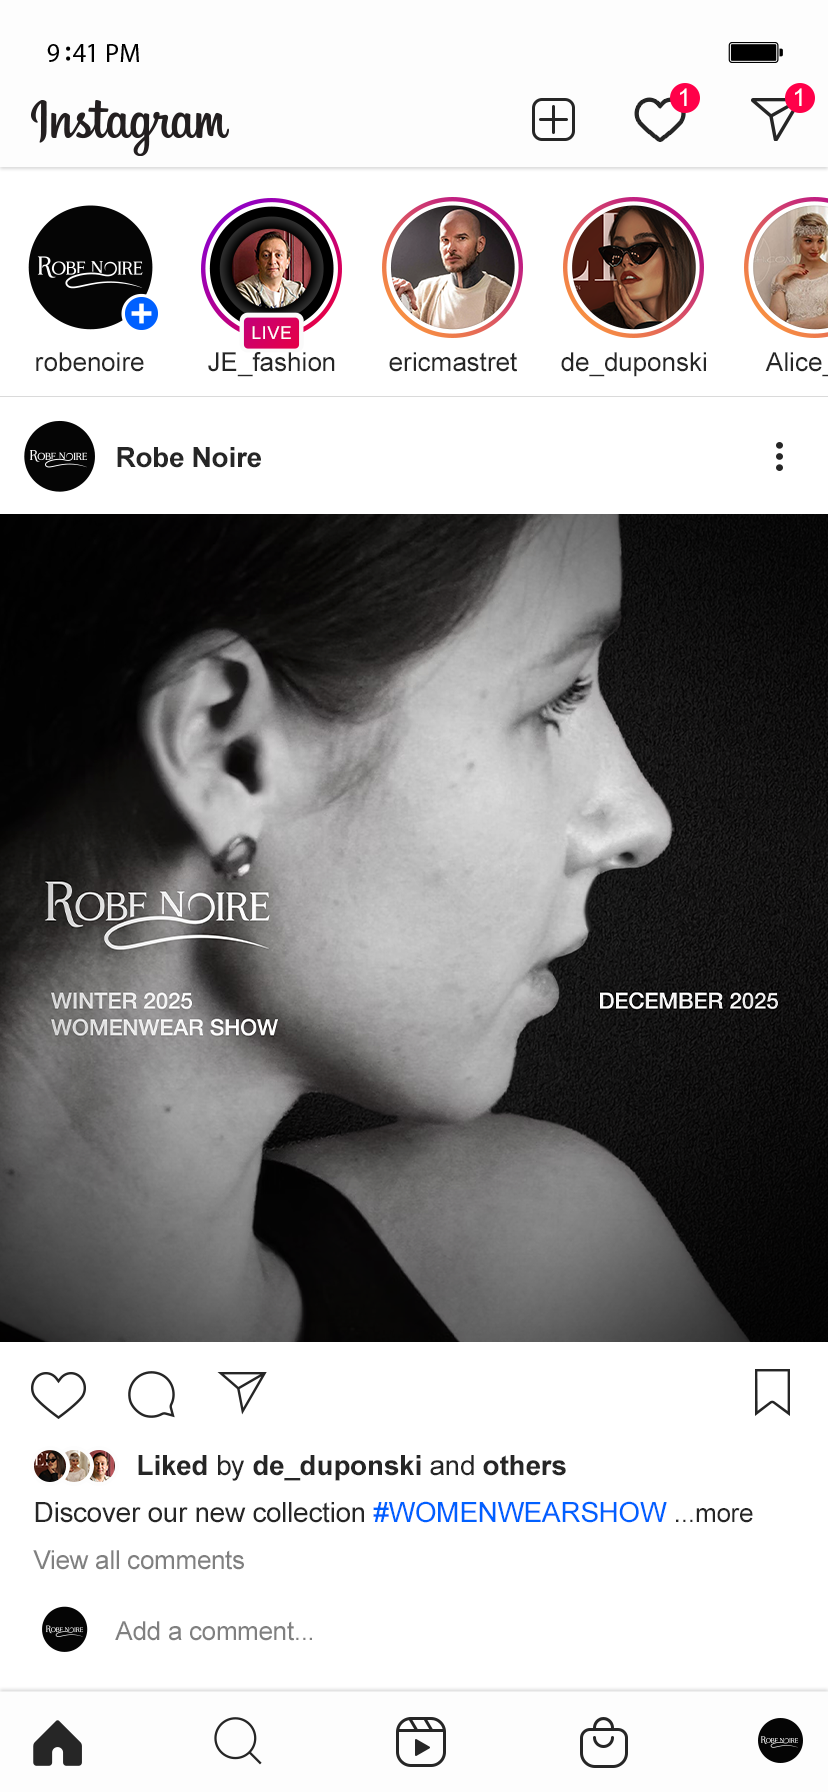 9:41 PM
Instagram
1
1
ROBE NOIRE
LIVE
robenoire
JE_fashion
ericmastret
de_duponski
Alice_
ROBE NOIRE
Robe Noire
ROBE NOIRE
WINTER 2025
WOMENWEAR SHOW
DECEMBER 2025
Liked by de_duponski and others
Discover our new collection #WOMENWEARSHOW ...more
View all comments
ROBE NOIRE
Add a comment...
ROBE NOIRE